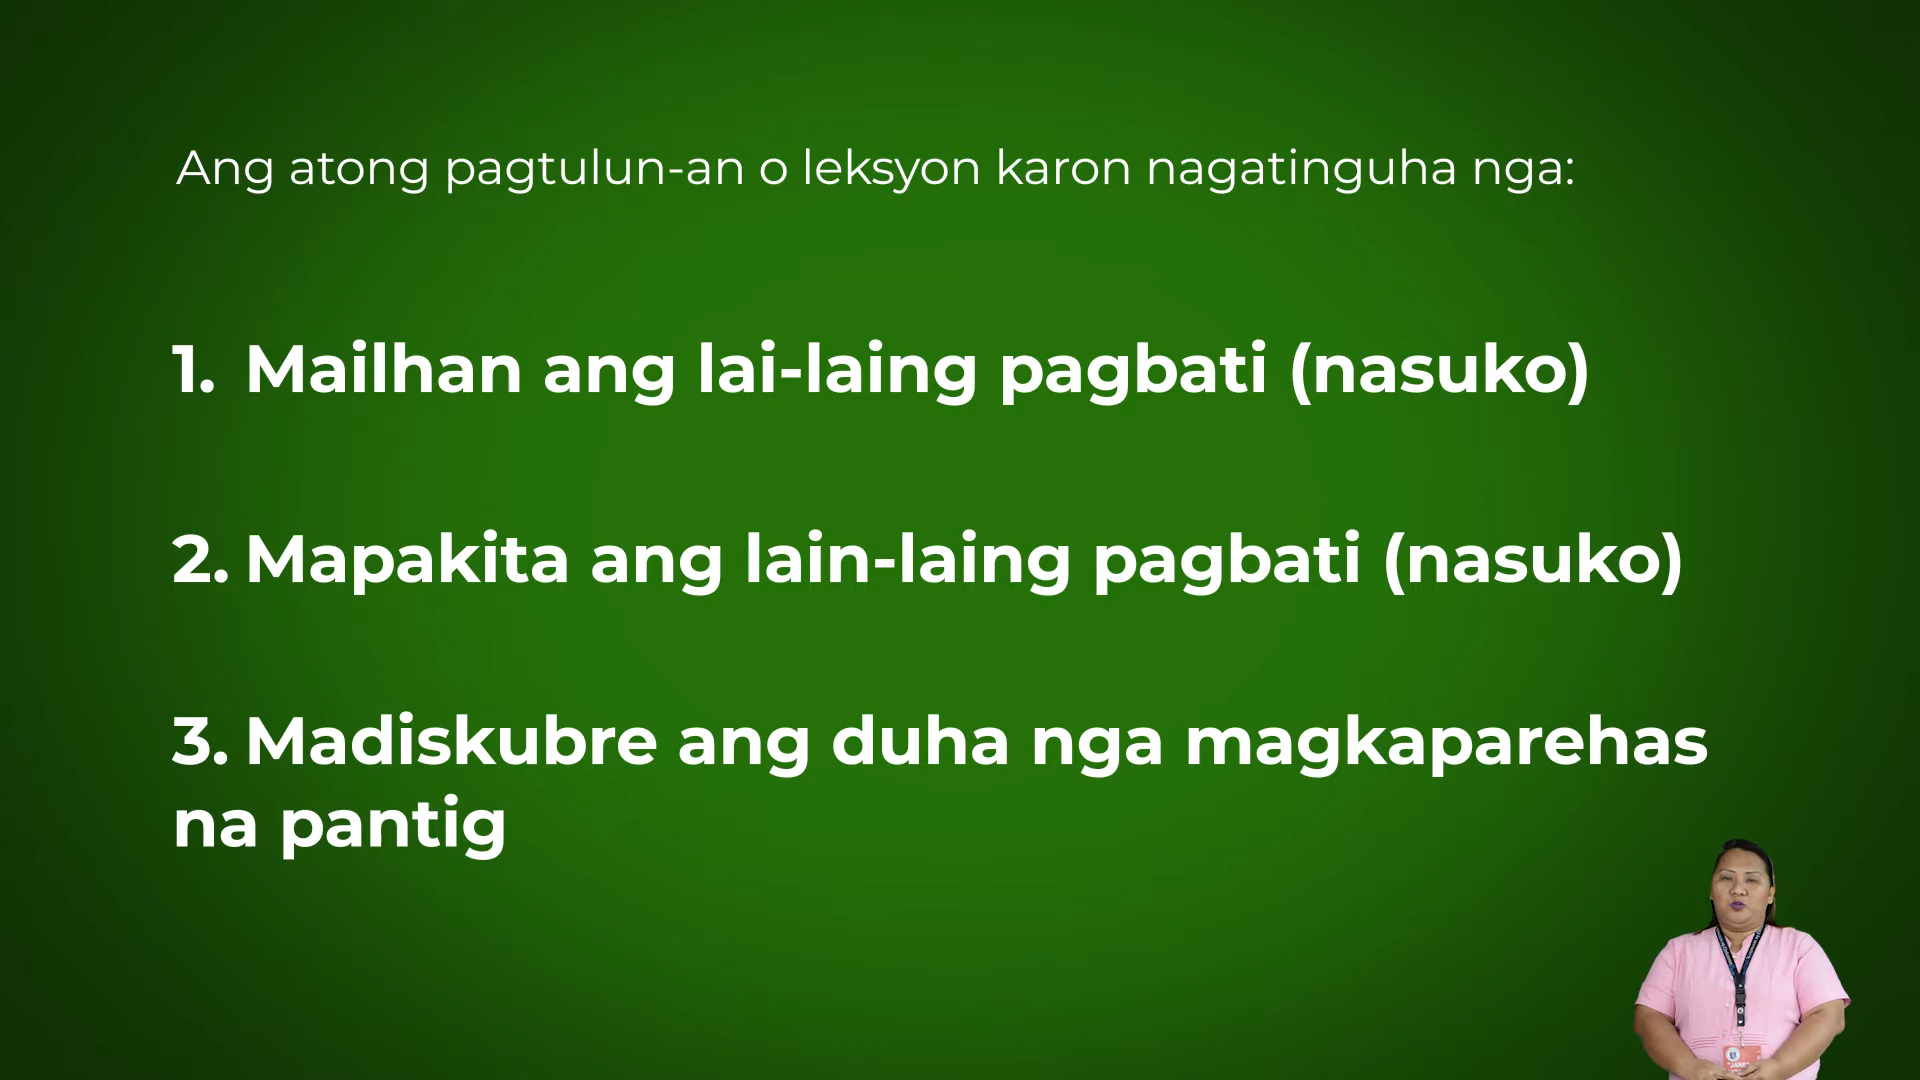 Ang atong pagtulun-an o leksyon karon nagatinguha nga:
1. Mailhan ang lai-laing pagbati (nasuko)
2. Mapakita ang lain-laing pagbati (nasuko)
3. Madiskubre ang duha nga magkaparehas
na pantig